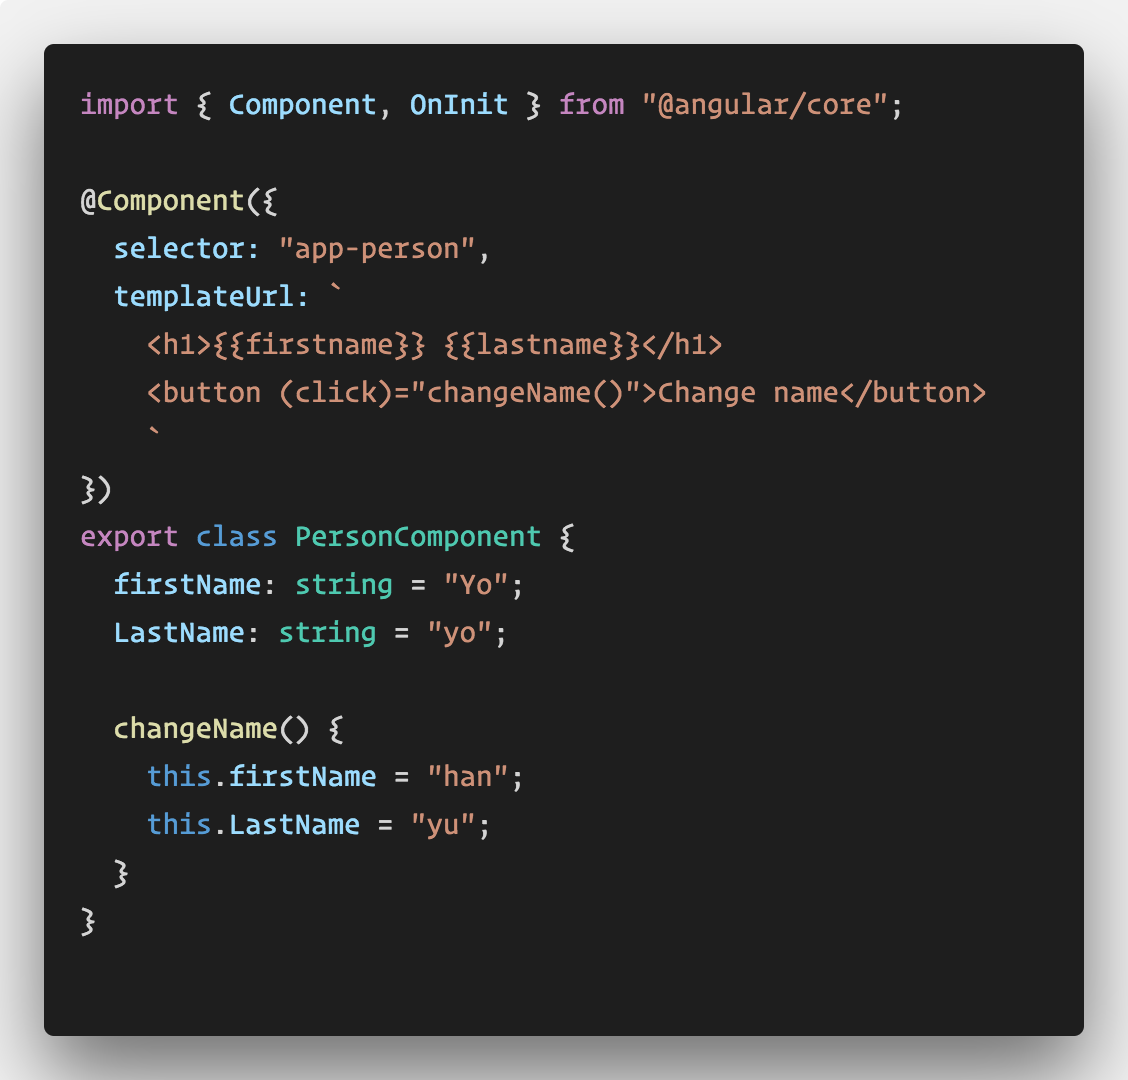 import { Component, OnInit } from "@angular/core";
@Component({
  selector: "app-person",
  templateUrl: `
    <h1>{{firstname}} {{lastname}}</h1>
    <button (click)="changeName()">Change name</button>
    `
})
export class PersonComponent {
  firstName: string = "Yo";
  LastName: string = "yo";
  changeName() {
    this.firstName = "han";
    this.LastName = "yu";
  }
}